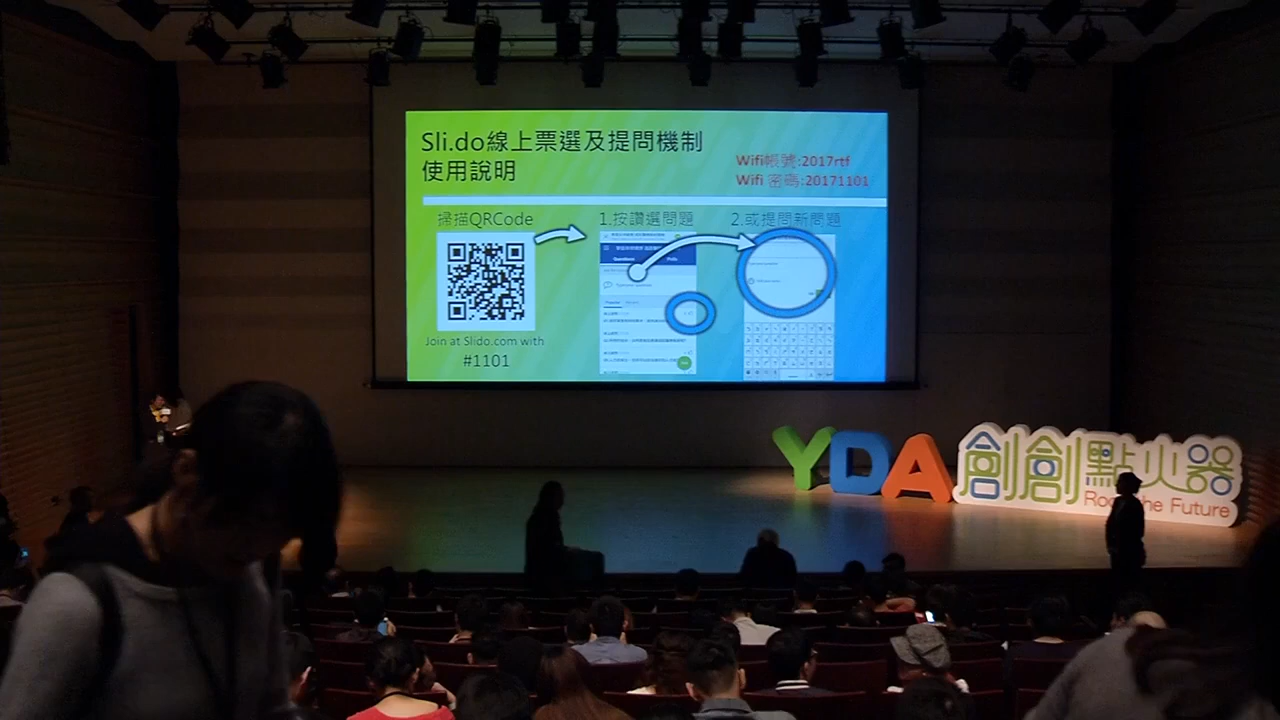 Sli.do線上票選及提問機制
使用說明
Wifi帳號:2017rtf
Wifi 密碼:20171101
掃描QRCode
1.按讚選問題
2.或提問新問題
Questions
Polls
Join at Slido.com with
#1101
YDA
創創點火器
the Future